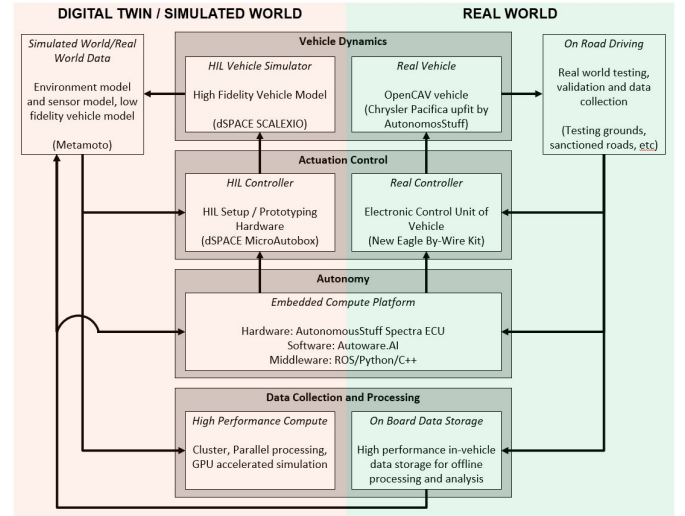 DIGITAL TWIN / SIMULATED WORLD
REAL WORLD
Simulated World/Real
World Data
Environment model
and sensor model, low
fidelity vehicle model
(Metamoto)
Vehicle Dynamics
HIL Vehicle Simulator
High Fidelity Vehicle Model
(dSPACE SCALEXIO)
Real Vehicle
OpenCAV vehicle
(Chrysler Pacifica upfit by
AutonomosStuff)
On Road Driving
Real world testing,
validation and data
collection
(Testing grounds,
sanctioned roads, etc)
Actuation Control
HIL Controller
HIL Setup / Prototyping
Hardware
(dSPACE MicroAutobox)
Real Controller
Electronic Control Unit of
Vehicle
(New Eagle By-Wire Kit)
Autonomy
Embedded Compute Platform
Hardware: AutonomousStuff Spectra ECU
Software: Autoware.AI
Middleware: ROS/Python/C++
Data Collection and Processing
High Performance Compute
Cluster, Parallel processing,
GPU accelerated simulation
On Board Data Storage
High performance in-vehicle
data storage for offline
processing and analysis